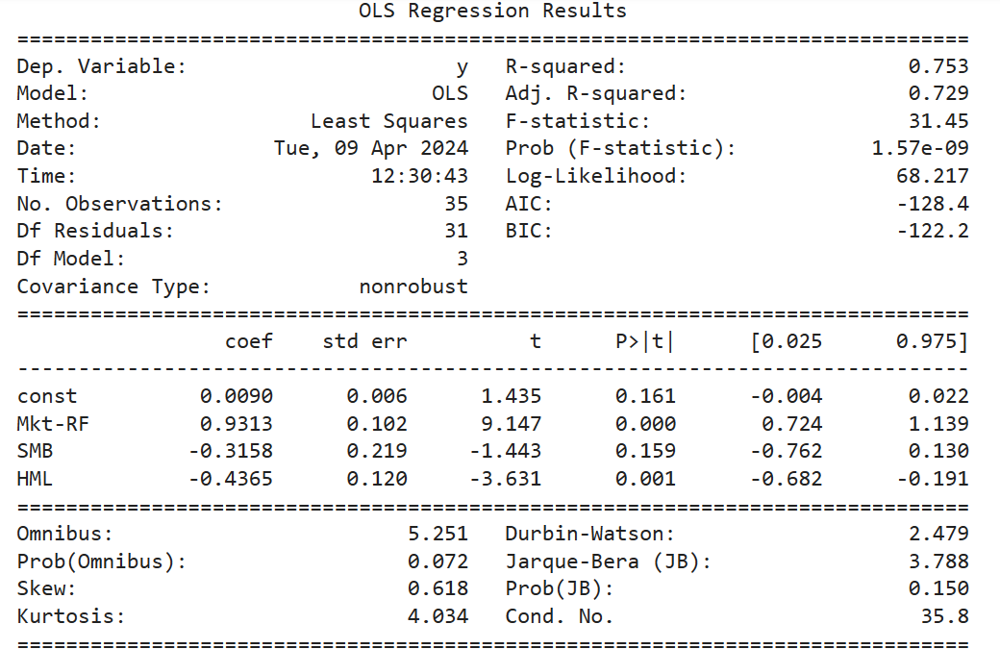 OLS Regression Results
==============================================================================
Dep. Variable:                      y   R-squared:                       0.753
Model:                            OLS   Adj. R-squared:                  0.729
Method:                 Least Squares   F-statistic:                     31.45
Date:                Tue, 09 Apr 2024   Prob (F-statistic):           1.57e-09
Time:                        12:30:43   Log-Likelihood:                 68.217
No. Observations:                  35   AIC:                            -128.4
Df Residuals:                      31   BIC:                            -122.2
Df Model:                           3
Covariance Type:            nonrobust
==============================================================================
                 coef    std err          t      P>|t|      [0.025      0.975]
------------------------------------------------------------------------------
const          0.0090      0.006      1.435      0.161      -0.004       0.022
Mkt-RF         0.9313      0.102      9.147      0.000       0.724       1.139
SMB           -0.3158      0.219     -1.443      0.159      -0.762       0.130
HML           -0.4365      0.120     -3.631      0.001      -0.682      -0.191
==============================================================================
Omnibus:                        5.251   Durbin-Watson:                   2.479
Prob(Omnibus):                  0.072   Jarque-Bera (JB):                3.788
Skew:                           0.618   Prob(JB):                        0.150
Kurtosis:                       4.034   Cond. No.                         35.8
==============================================================================